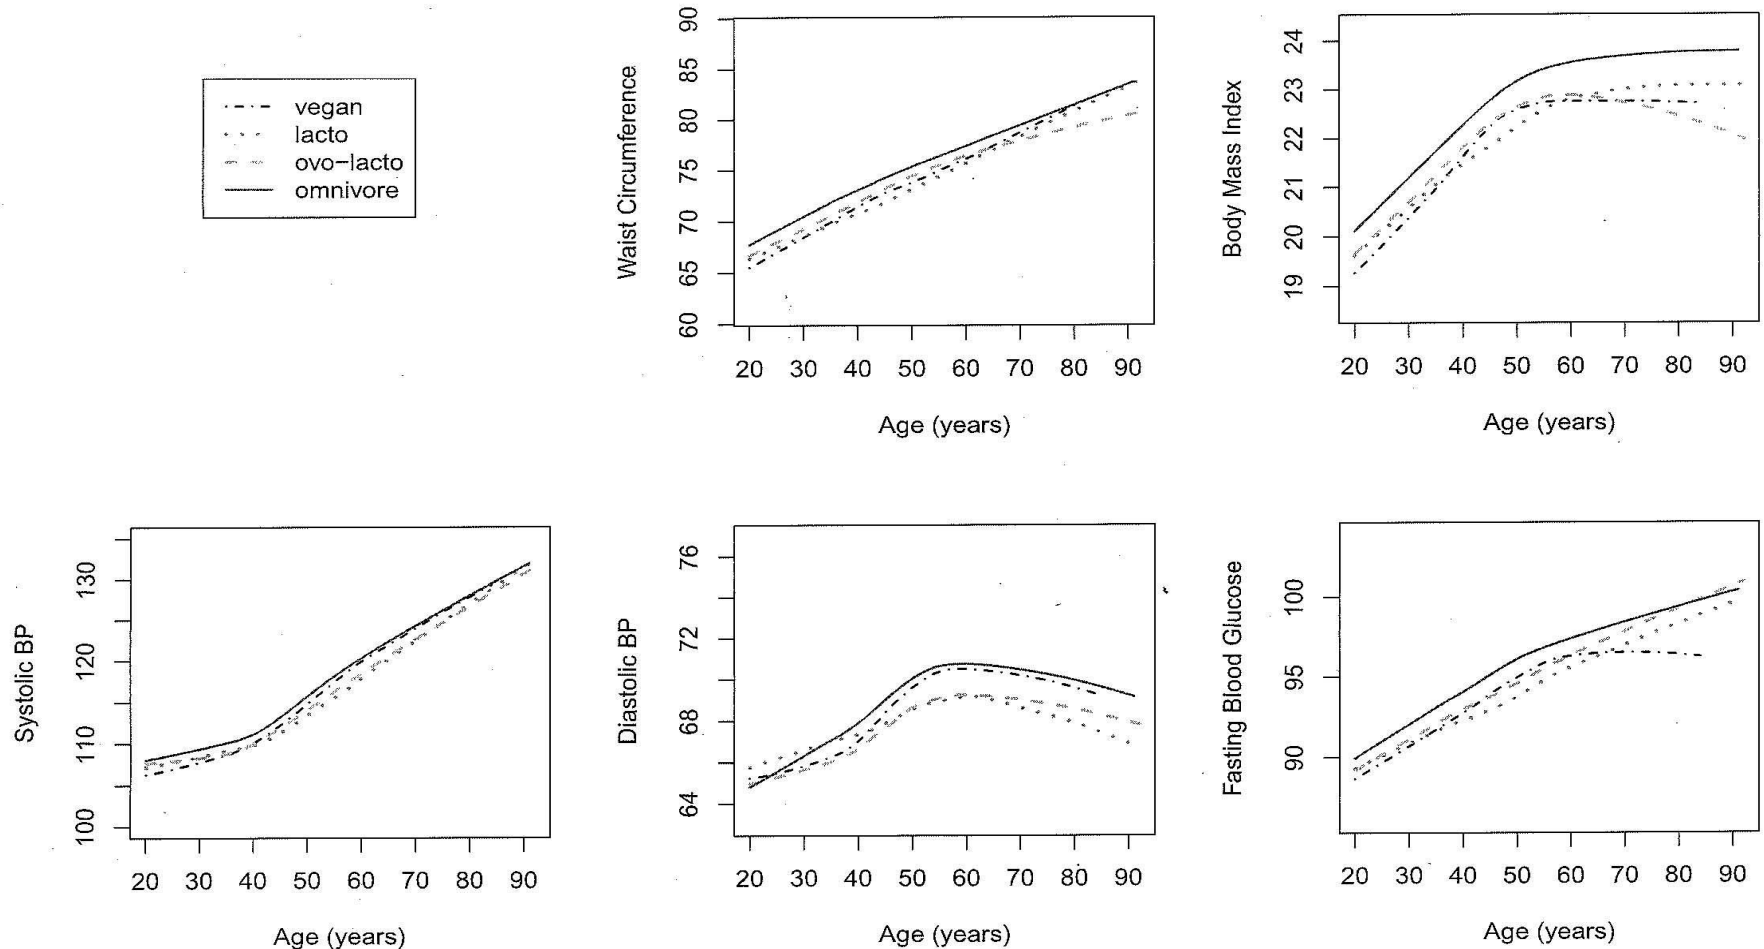 vegan
lacto
ovo-lacto
omnivore
Waist Circumference
90
85
80
75
70
65
60
20 30 40 50 60 70 80 90
Age (years)
Body Mass Index
24
23
22
21
20
19
20 30 40 50 60 70 80 90
Age (years)
Systolic BP
130
120
110
100
20 30 40 50 60 70 80 90
Age (years)
Diastolic BP
76
72
68
64
20 30 40 50 60 70 80 90
Age (years)
Fasting Blood Glucose
100
95
90
20 30 40 50 60 70 80 90
Age (years)